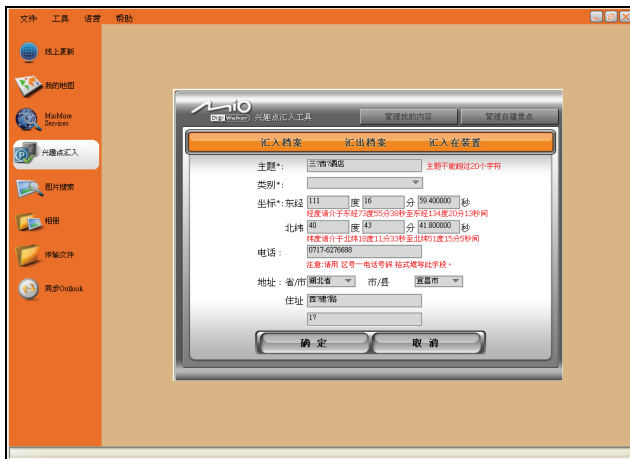 文件 工具 语言 帮助
线上更新
我的地图
MioMore Services
兴趣点汇入
图片搜索
相册
传输文件
同步Outlook
Mio
DigiWalker 兴趣点汇入工具 管理我的内容 管理自建景点
汇入档案 汇出档案 汇入在装置
主题*: 三?西?酒店 主题不能超过20个字符
类别*:
坐标*:东经 111 度 16 分 59.400000 秒
经度请介于东经73度55分38秒至东经134度20分13秒间
北纬 40 度 43 分 41.800000 秒
纬度请介于北纬18度11分33秒至北纬51度15分5秒间
电话: 0717-6276688
注意:请用 区号—电话号码 格式填写此字段。
地址:省/市 湖北省 市/县 宜昌市
住址 西?建?路
17
确 定 取 消